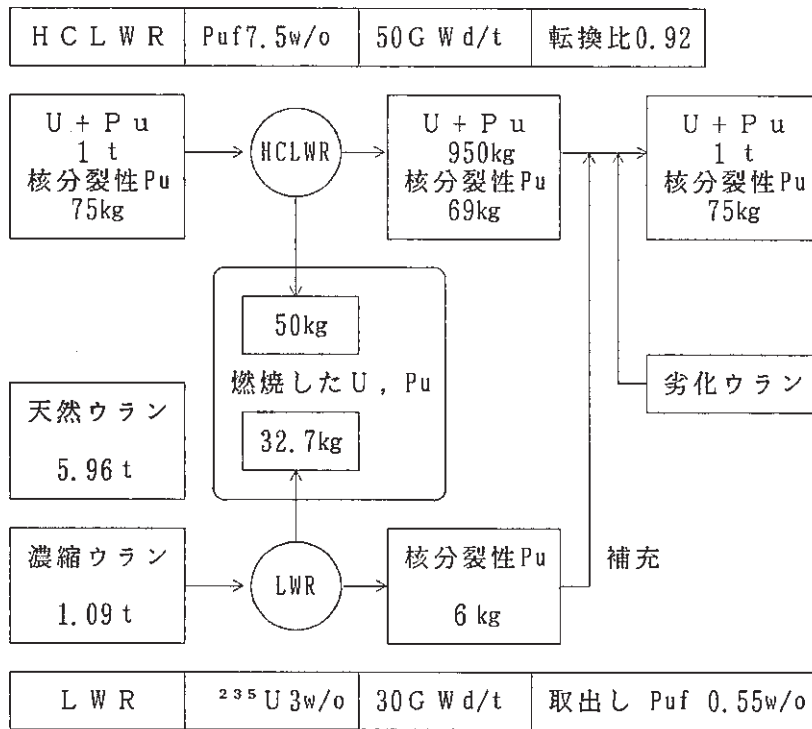 HCLWR Puf7.5w/o 50GWd/t 転換比0.92
U+Pu
1t
核分裂性Pu
75kg
HCLWR
U+Pu
950kg
核分裂性Pu
69kg
U+Pu
1t
核分裂性Pu
75kg
50kg
燃焼したU,Pu
32.7kg
劣化ウラン
天然ウラン
5.96t
濃縮ウラン
1.09t
LWR
核分裂性Pu
6kg
補充
LWR ²³⁵U3w/o 30GWd/t 取出し Puf 0.55w/o